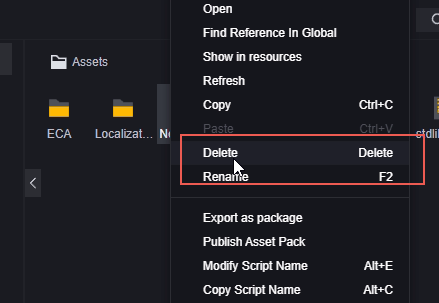 Open
Find Reference In Global
Show in resources
Refresh
Copy Ctrl+C
Paste Ctrl+V
Delete Delete
Rename F2
Export as package
Publish Asset Pack
Modify Script Name Alt+E
Copy Script Name Alt+C
Assets
ECA
Localizat...
Ne
stdli